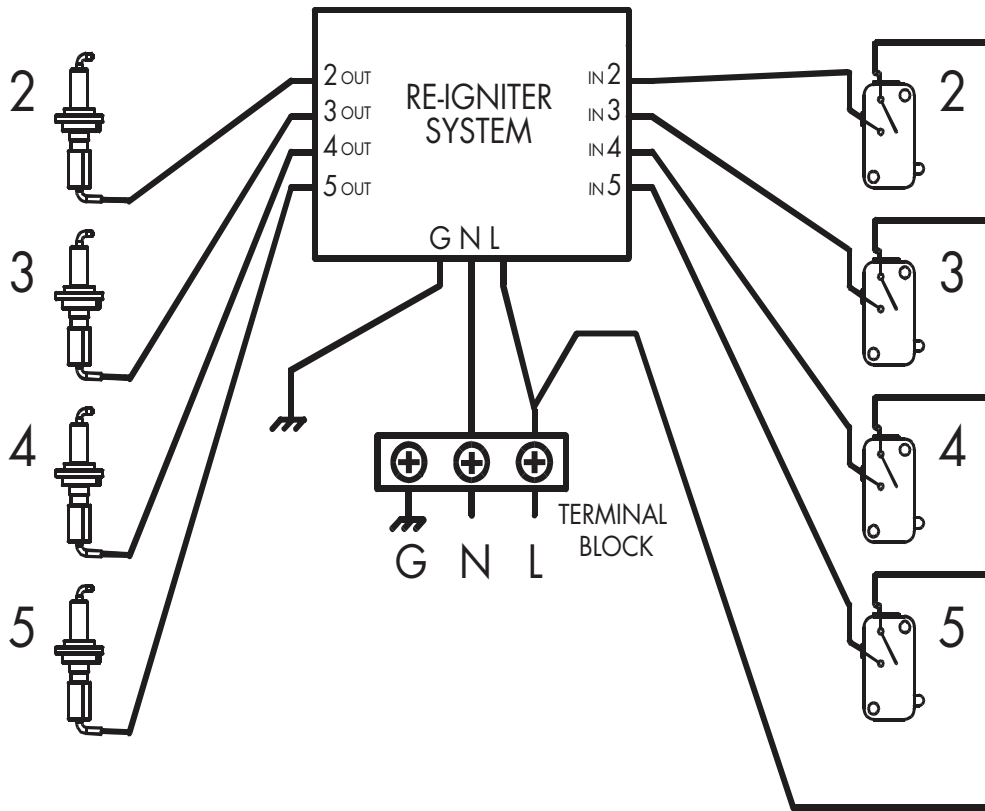 2
3
4
5
RE-IGNITER
SYSTEM
2 OUT
3 OUT
4 OUT
5 OUT
IN 2
IN 3
IN 4
IN 5
G N L
TERMINAL
BLOCK
G N L
2
3
4
5